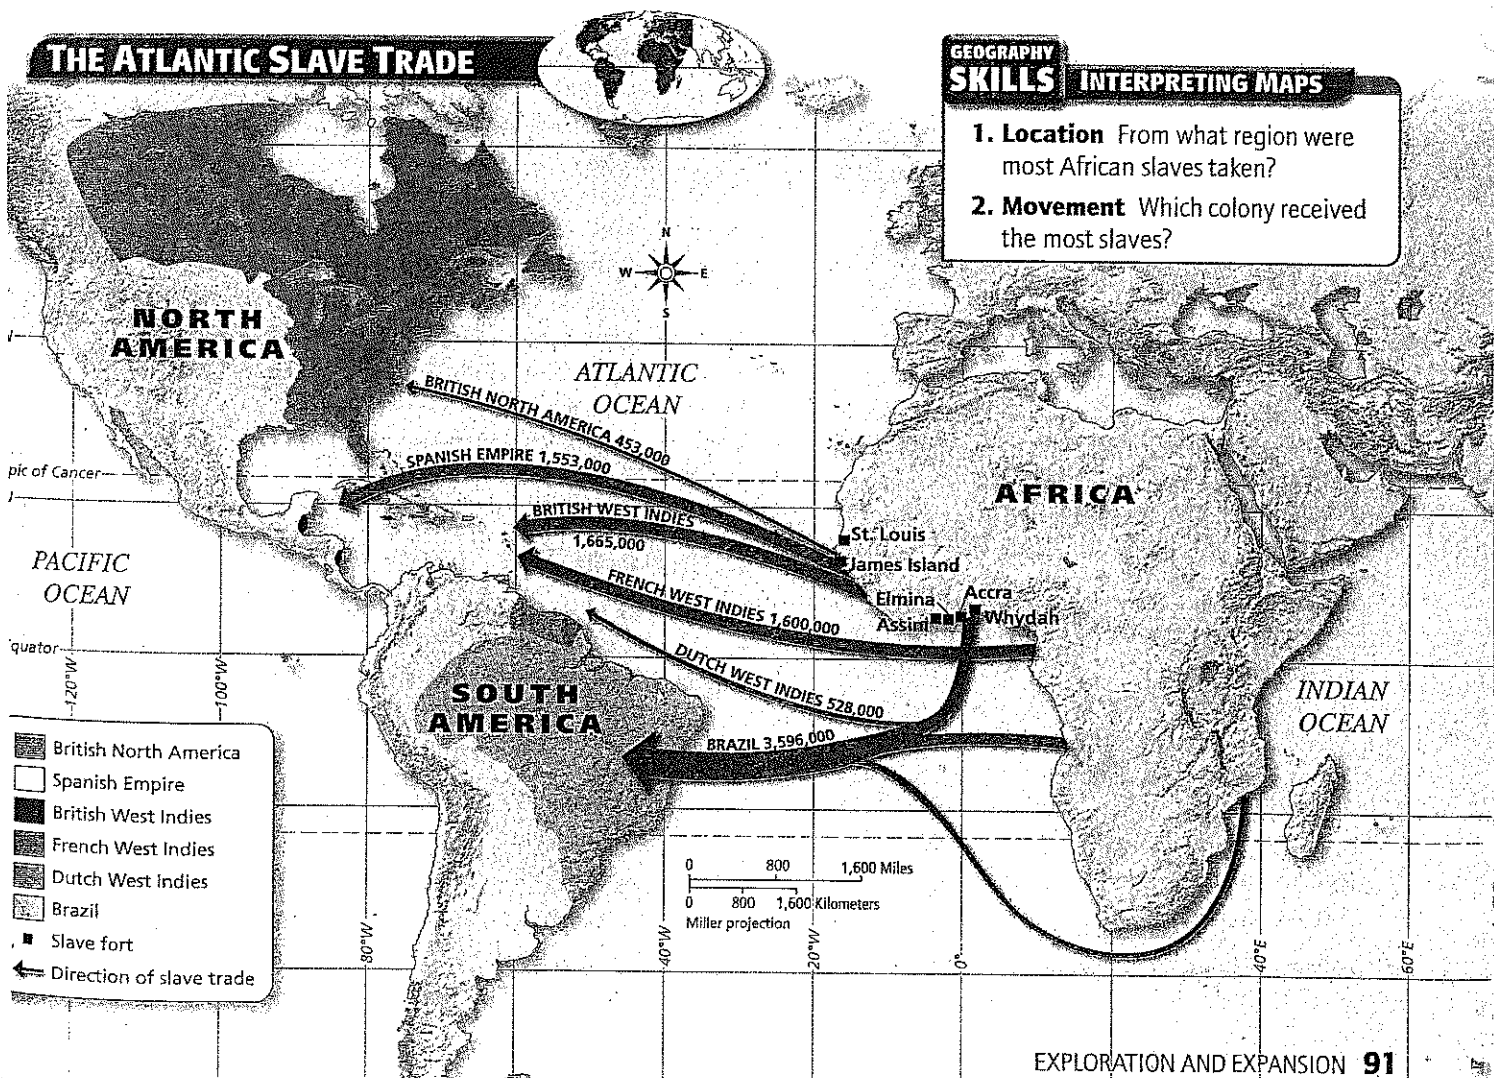 THE ATLANTIC SLAVE TRADE
GEOGRAPHY
SKILLS INTERPRETING MAPS
1. Location From what region were
most African slaves taken?
2. Movement Which colony received
the most slaves?
N
W E
S
NORTH
AMERICA
ATLANTIC
OCEAN
BRITISH NORTH AMERICA 453,000
SPANISH EMPIRE 1,553,000
pic of Cancer
AFRICA
BRITISH WEST INDIES
1,665,000
St. Louis
James Island
PACIFIC
OCEAN
FRENCH WEST INDIES 1,600,000
Elmina
Accra
Assini
Whydah
quator
120°W
100°W
DUTCH WEST INDIES 528,000
SOUTH
AMERICA
INDIAN
OCEAN
BRAZIL 3,596,000
British North America
Spanish Empire
British West Indies
French West Indies
Dutch West Indies
Brazil
Slave fort
Direction of slave trade
0 800 1,600 Miles
0 800 1,600 Kilometers
Miller projection
80°W
40°W
20°W
0°
40°E
60°E
EXPLORATION AND EXPANSION 91